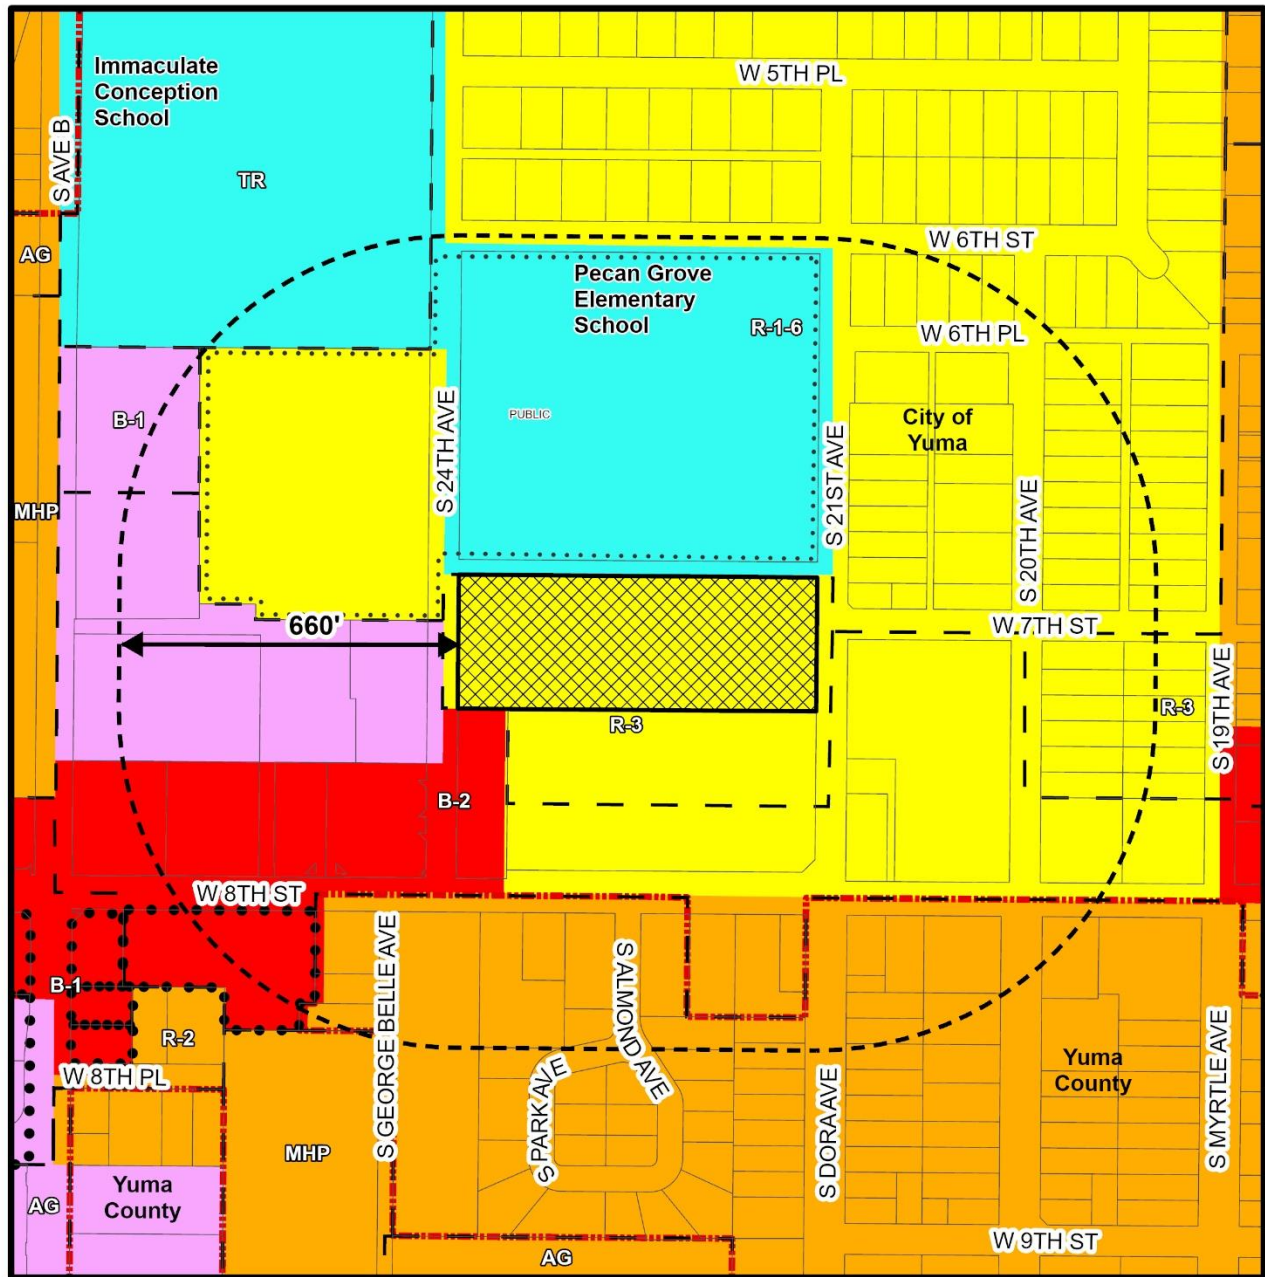 W 5TH PL
Immaculate
Conception
School
S AVE B
TR
AG
W 6TH ST
Pecan Grove
Elementary
School
R-1-6
W 6TH PL
B-1
PUBLIC
City of
Yuma
S 24TH AVE
S 21ST AVE
MHP
S 20TH AVE
660'
W 7TH ST
R-3
R-3
S 19TH AVE
B-2
W 8TH ST
S GEORGE BELLE AVE
S ALMOND AVE
B-1
R-2
W 8TH PL
S PARK AVE
S DORA AVE
Yuma
County
S MYRTLE AVE
MHP
Yuma
County
AG
W 9TH ST
AG